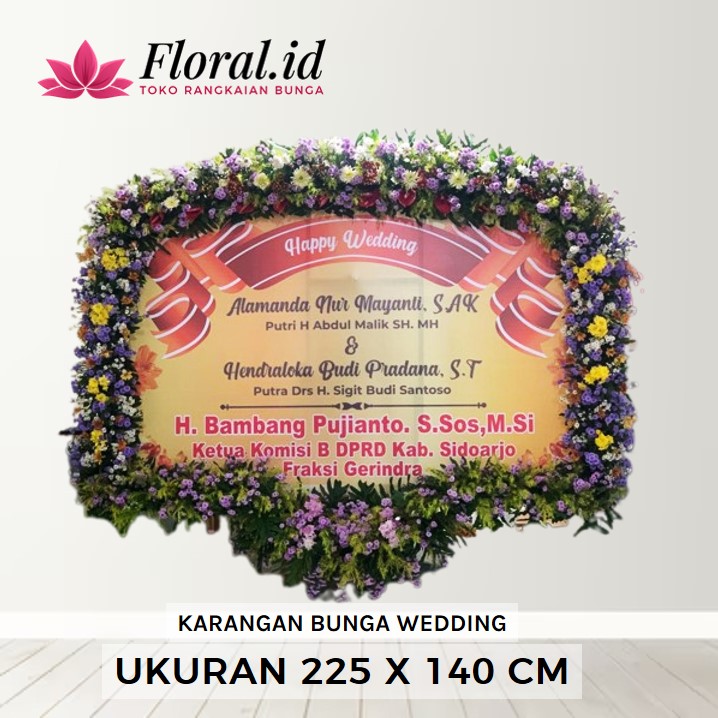 Floral.id
TOKO RANGKAIAN BUNGA
Happy Wedding
Alamanda Nur Mayanti, S.AK
Putri H Abdul Malik SH. MH
&
Hendraloka Budi Pradana, S.T
Putra Drs H. Sigit Budi Santoso
H. Bambang Pujianto. S.Sos,M.Si
Ketua Komisi B DPRD Kab. Sidoarjo
Fraksi Gerindra
KARANGAN BUNGA WEDDING
UKURAN 225 X 140 CM